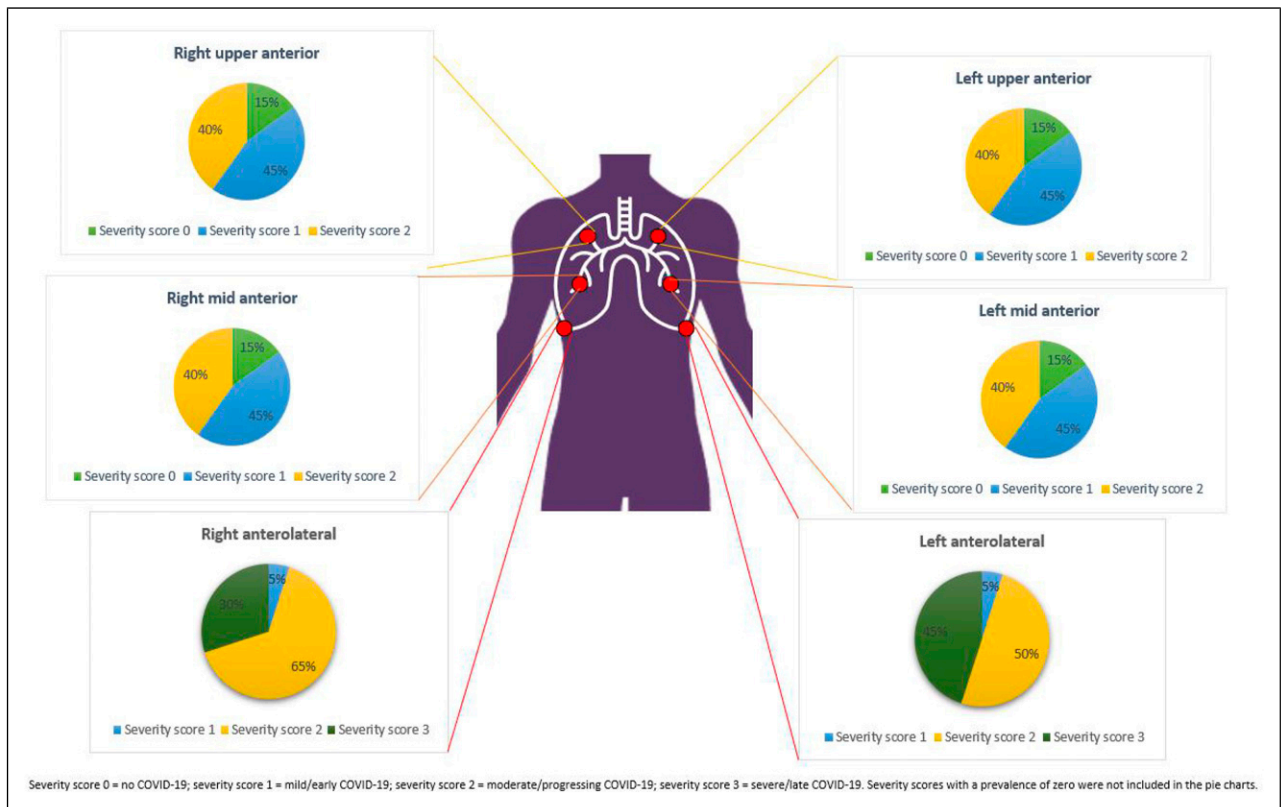 Right upper anterior
15%
40%
45%
Severity score 0 Severity score 1 Severity score 2
Left upper anterior
15%
40%
45%
Severity score 0 Severity score 1 Severity score 2
Right mid anterior
15%
40%
45%
Severity score 0 Severity score 1 Severity score 2
Left mid anterior
15%
40%
45%
Severity score 0 Severity score 1 Severity score 2
Right anterolateral
5%
30%
65%
Severity score 1 Severity score 2 Severity score 3
Left anterolateral
5%
45%
50%
Severity score 1 Severity score 2 Severity score 3
Severity score 0 = no COVID-19; severity score 1 = mild/early COVID-19; severity score 2 = moderate/progressing COVID-19; severity score 3 = severe/late COVID-19. Severity scores with a prevalence of zero were not included in the pie charts.